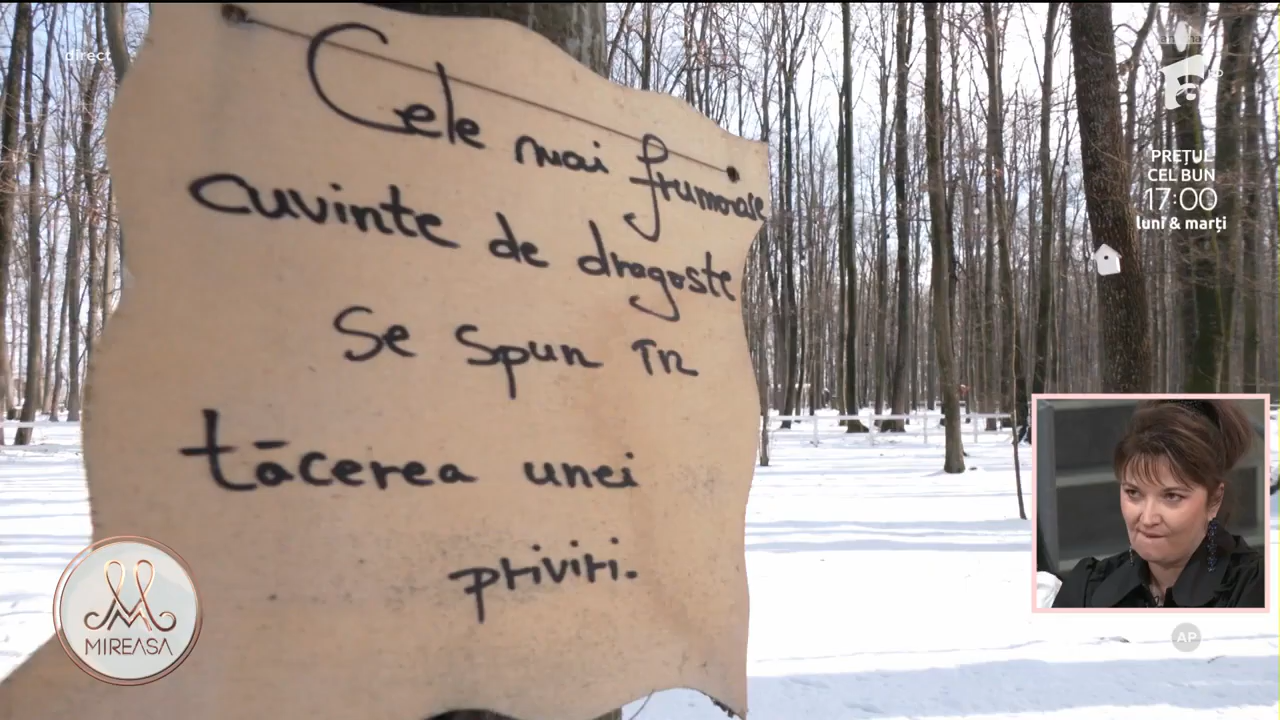 direct
Cele mai frumoase
cuvinte de dragoste
se spun în
tăcerea unei
priviri.
PREȚUL
CEL BUN
17:00
luni & marți
MIREASA
AP